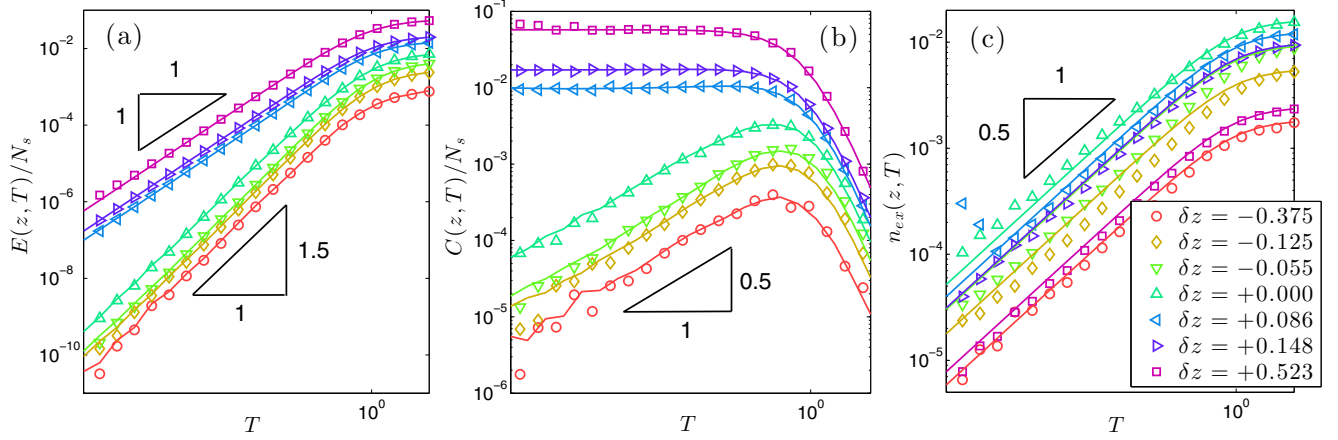 (a)
E(z, T)/N_s
10^{-2}
10^{-4}
10^{-6}
10^{-8}
10^{-10}
1
1
1.5
1
10^0
T
(b)
C(z, T)/N_s
10^{-1}
10^{-2}
10^{-3}
10^{-4}
10^{-5}
10^{-6}
0.5
1
10^0
T
(c)
n_{ex}(z, T)
10^{-2}
10^{-3}
10^{-4}
10^{-5}
1
0.5
10^0
T
δz = −0.375
δz = −0.125
δz = −0.055
δz = +0.000
δz = +0.086
δz = +0.148
δz = +0.523